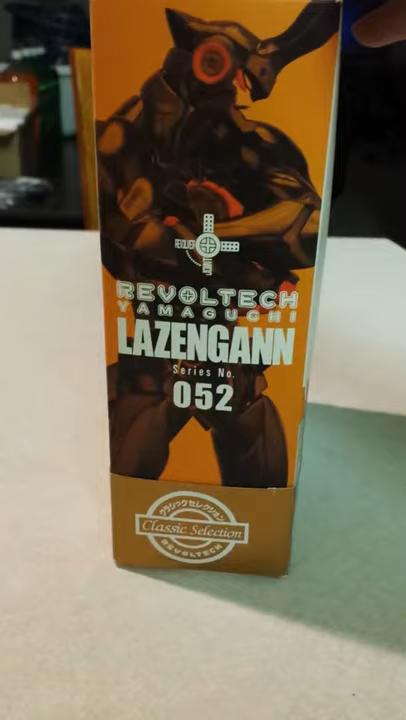 REVOLTECH
YAMAGUCHI
LAZENGANN
Series No.
052
クラシックセレクション
Classic Selection
REVOLTECH